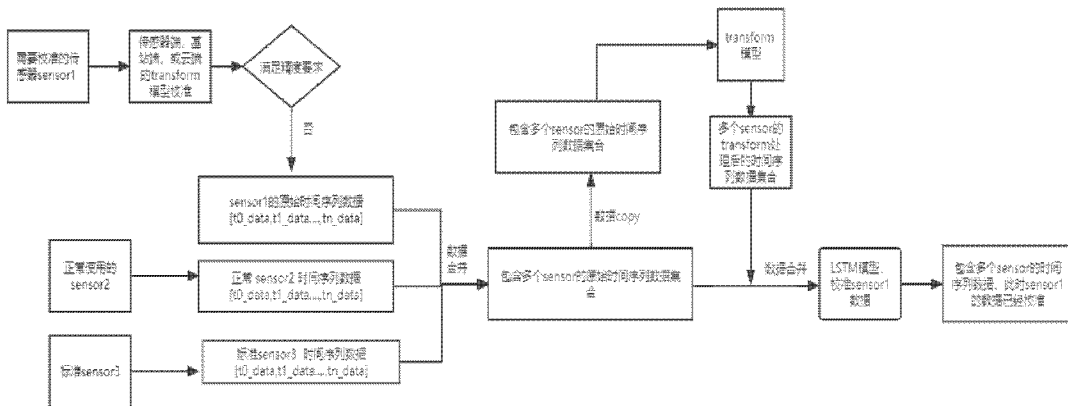 需要校准的传
感器sensor1
传感器端、基
站端、或云端
的transform
模型校准
满足精度要求
否
sensor1的原始时间序列数据
[t0_data,t1_data...,tn_data]
正常使用的
sensor2
正常 sensor2 时间序列数据
[t0_data,t1_data...,tn_data]
标准sensor3
标准sensor3 时间序列数据
[t0_data,t1_data...,tn_data]
数据
合并
包含多个sensor的原始时间序列数据集
合
数据copy
包含多个sensor的原始时间序
列数据集合
transform
模型
多个sensor的
transform处
理后的时间序
列数据集合
数据合并
LSTM模型,
校准sensor1
数据
包含多个sensor的时间
序列数据,此时sensor1
的数据已经校准